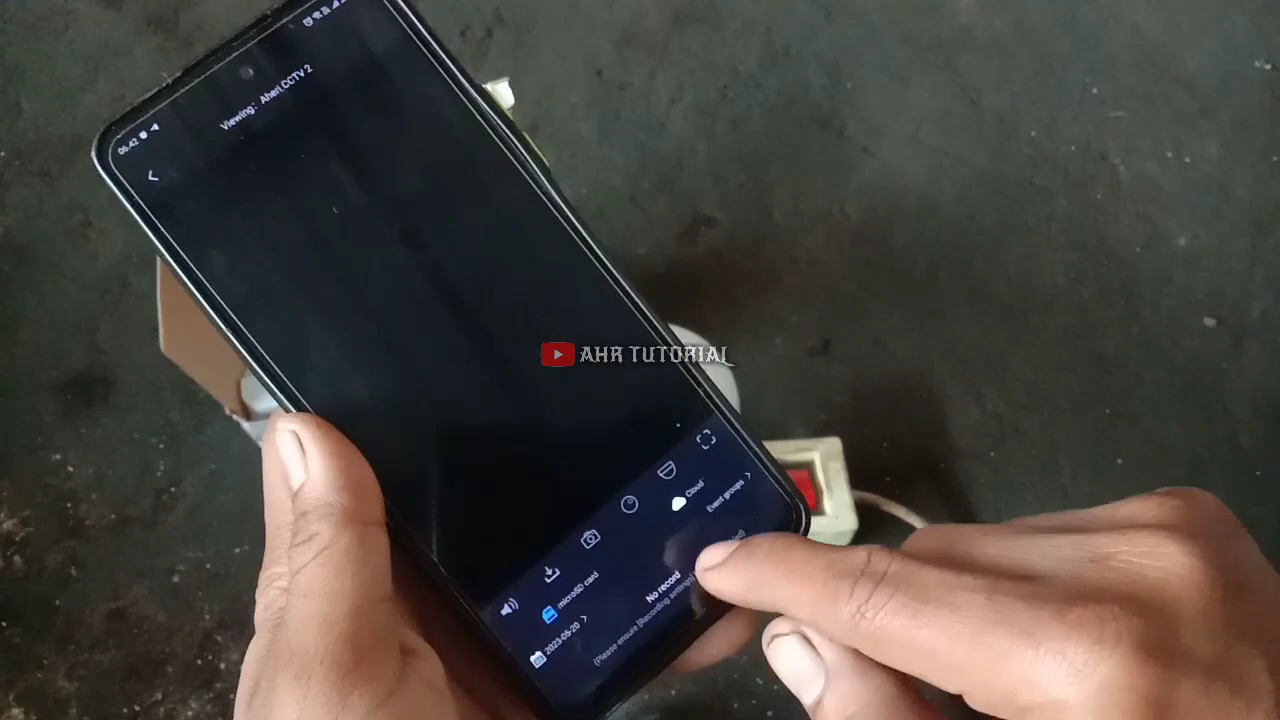 06.42
Viewing: Aheri CCTV 2
AHR TUTORIAL
Cloud
Event groups >
microSD card
2023-05-20 >
No record
(Please ensure [Recording settings]